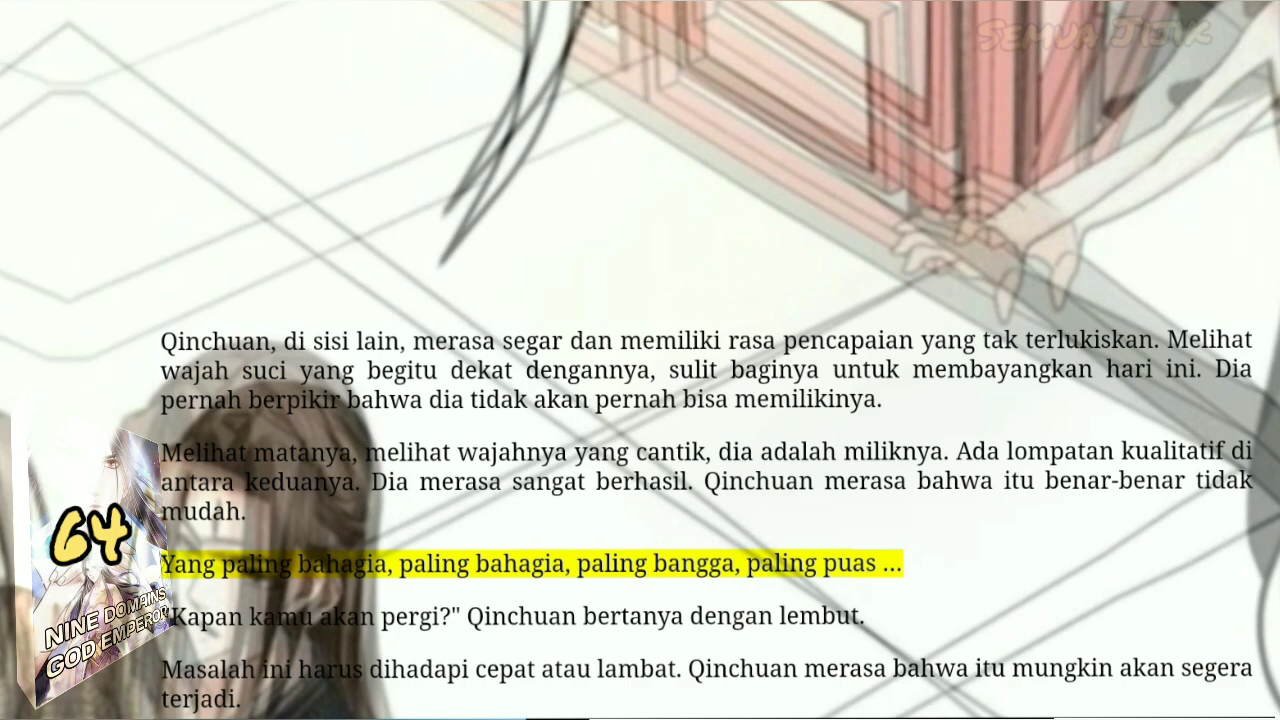 SEMUA JIJIK
Qinchuan, di sisi lain, merasa segar dan memiliki rasa pencapaian yang tak terlukiskan. Melihat
wajah suci yang begitu dekat dengannya, sulit baginya untuk membayangkan hari ini. Dia
pernah berpikir bahwa dia tidak akan pernah bisa memilikinya.
Melihat matanya, melihat wajahnya yang cantik, dia adalah miliknya. Ada lompatan kualitatif di
antara keduanya. Dia merasa sangat berhasil. Qinchuan merasa bahwa itu benar-benar tidak
mudah.
Yang paling bahagia, paling bahagia, paling bangga, paling puas ...
"Kapan kamu akan pergi?" Qinchuan bertanya dengan lembut.
Masalah ini harus dihadapi cepat atau lambat. Qinchuan merasa bahwa itu mungkin akan segera
terjadi.
64
NINE DOMAINS
GOD EMPEROR